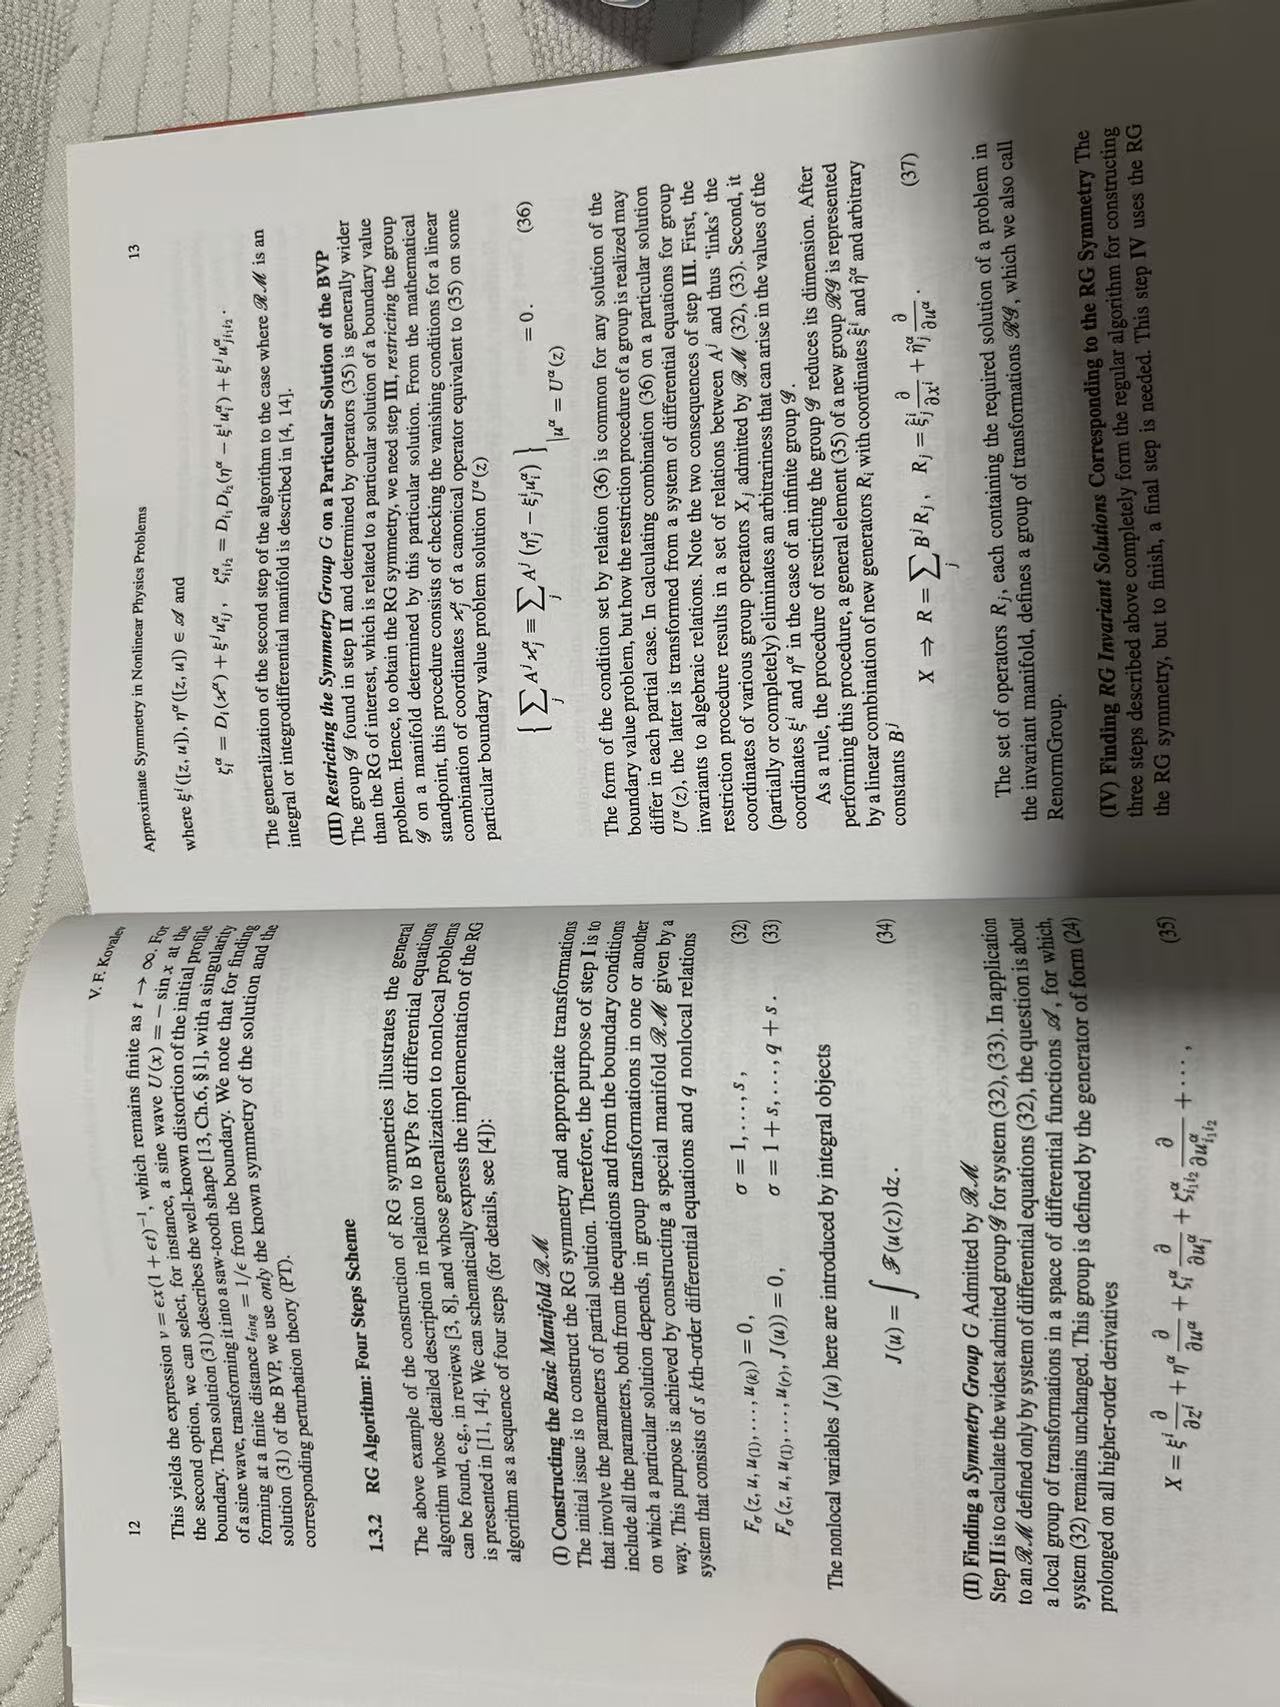 12
V. F. Kovalev
This yields the expression v = ϵx(1 + ϵt)⁻¹, which remains finite as t → ∞. For
the second option, we can select, for instance, a sine wave U(x) = − sin x at the
boundary. Then solution (31) describes the well-known distortion of the initial profile
of a sine wave, transforming it into a saw-tooth shape [13, Ch.6, §1], with a singularity
forming at a finite distance t_sing = 1/ϵ from the boundary. We note that for finding
solution (31) of the BVP, we use only the known symmetry of the solution and the
corresponding perturbation theory (PT).
1.3.2 RG Algorithm: Four Steps Scheme
The above example of the construction of RG symmetries illustrates the general
algorithm whose detailed description in relation to BVPs for differential equations
can be found, e.g., in reviews [3, 8], and whose generalization to nonlocal problems
is presented in [11, 14]. We can schematically express the implementation of the RG
algorithm as a sequence of four steps (for details, see [4]):
(I) Constructing the Basic Manifold ℛℳ
The initial issue is to construct the RG symmetry and appropriate transformations
that involve the parameters of partial solution. Therefore, the purpose of step I is to
include all the parameters, both from the equations and from the boundary conditions
on which a particular solution depends, in group transformations in one or another
way. This purpose is achieved by constructing a special manifold ℛℳ given by a
system that consists of s kth-order differential equations and q nonlocal relations
F_σ(z, u, u_(1), . . . , u_(k)) = 0, σ = 1, . . . , s , (32)
F_σ(z, u, u_(1), . . . , u_(r), J(u)) = 0, σ = 1 + s, . . . , q + s . (33)
The nonlocal variables J(u) here are introduced by integral objects
J(u) = ∫ ℱ(u(z)) dz . (34)
(II) Finding a Symmetry Group G Admitted by ℛℳ
Step II is to calculate the widest admitted group 𝒢 for system (32), (33). In application
to an ℛℳ defined only by system of differential equations (32), the question is about
a local group of transformations in a space of differential functions 𝒜, for which,
system (32) remains unchanged. This group is defined by the generator of form (24)
prolonged on all higher-order derivatives
X = ξ^i ∂/∂z^i + η^α ∂/∂u^α + ζ_i^α ∂/∂u_i^α + ζ_{i₁i₂}^α ∂/∂u_{i₁i₂}^α + . . . , (35)
Approximate Symmetry in Nonlinear Physics Problems 13
where ξ^i([z, u]), η^α([z, u]) ∈ 𝒜 and
ζ_i^α = D_i(ϰ^α) + ξ^j u_{ij}^α , ζ_{i₁i₂}^α = D_{i₁}D_{i₂}(η^α − ξ^i u_i^α) + ξ^j u_{ji₁i₂}^α .
The generalization of the second step of the algorithm to the case where ℛℳ is an
integral or integrodifferential manifold is described in [4, 14].
(III) Restricting the Symmetry Group G on a Particular Solution of the BVP
The group 𝒢 found in step II and determined by operators (35) is generally wider
than the RG of interest, which is related to a particular solution of a boundary value
problem. Hence, to obtain the RG symmetry, we need step III, restricting the group
𝒢 on a manifold determined by this particular solution. From the mathematical
standpoint, this procedure consists of checking the vanishing conditions for a linear
combination of coordinates ϰ_j^α of a canonical operator equivalent to (35) on some
particular boundary value problem solution U^α(z)
{ ∑_j A^j ϰ_j^α ≡ ∑_j A^j (η_j^α − ξ_j^i u_i^α) }|_{u^α = U^α(z)} = 0 . (36)
The form of the condition set by relation (36) is common for any solution of the
boundary value problem, but how the restriction procedure of a group is realized may
differ in each partial case. In calculating combination (36) on a particular solution
U^α(z), the latter is transformed from a system of differential equations for group
invariants to algebraic relations. Note the two consequences of step III. First, the
restriction procedure results in a set of relations between A^j and thus ‘links’ the
coordinates of various group operators X_j admitted by ℛℳ (32), (33). Second, it
(partially or completely) eliminates an arbitrariness that can arise in the values of the
coordinates ξ^i and η^α in the case of an infinite group 𝒢.
As a rule, the procedure of restricting the group 𝒢 reduces its dimension. After
performing this procedure, a general element (35) of a new group ℛ𝒢 is represented
by a linear combination of new generators R_i with coordinates ξ̂^i and η̂^α and arbitrary
constants B^j
X ⇒ R = ∑_j B^j R_j , R_j = ξ̂_j^i ∂/∂x^i + η̂_j^α ∂/∂u^α . (37)
The set of operators R_j, each containing the required solution of a problem in
the invariant manifold, defines a group of transformations ℛ𝒢, which we also call
RenormGroup.
(IV) Finding RG Invariant Solutions Corresponding to the RG Symmetry The
three steps described above completely form the regular algorithm for constructing
the RG symmetry, but to finish, a final step is needed. This step IV uses the RG